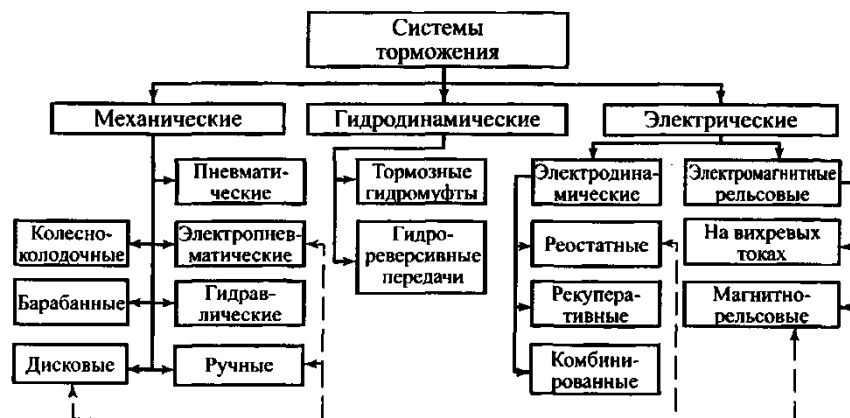 Системы
торможения
Механические
Гидродинамические
Электрические
Пневмати-
ческие
Тормозные
гидромуфты
Электродина-
мические
Электромагнитные
рельсовые
Колесно-
колодочные
Электропнев-
матические
Гидро-
реверсивные
передачи
Реостатные
На вихревых
токах
Барабанные
Гидрав-
лические
Рекупера-
тивные
Магнитно-
рельсовые
Дисковые
Ручные
Комбини-
рованные